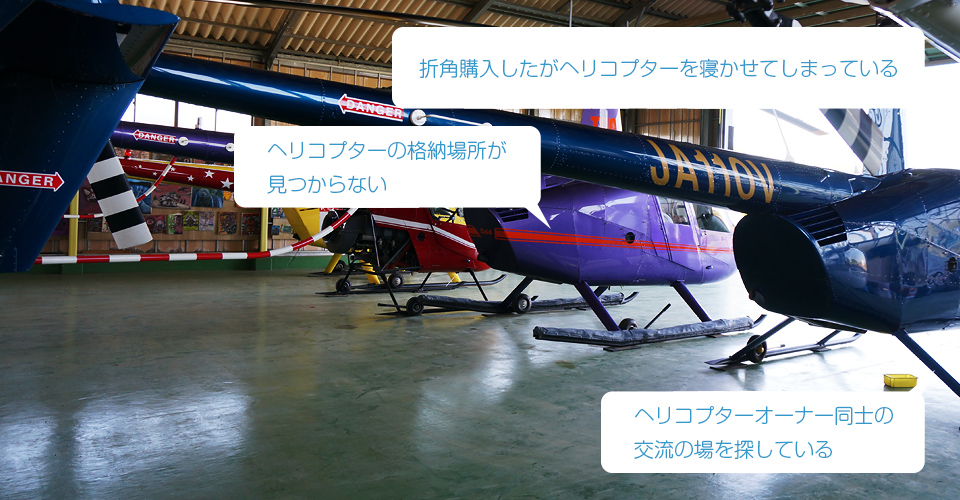 折角購入したがヘリコプターを寝かせてしまっている
DANGER
DANGER
ヘリコプターの格納場所が
見つからない
JA110V
DANGER
ヘリコプターオーナー同士の
交流の場を探している